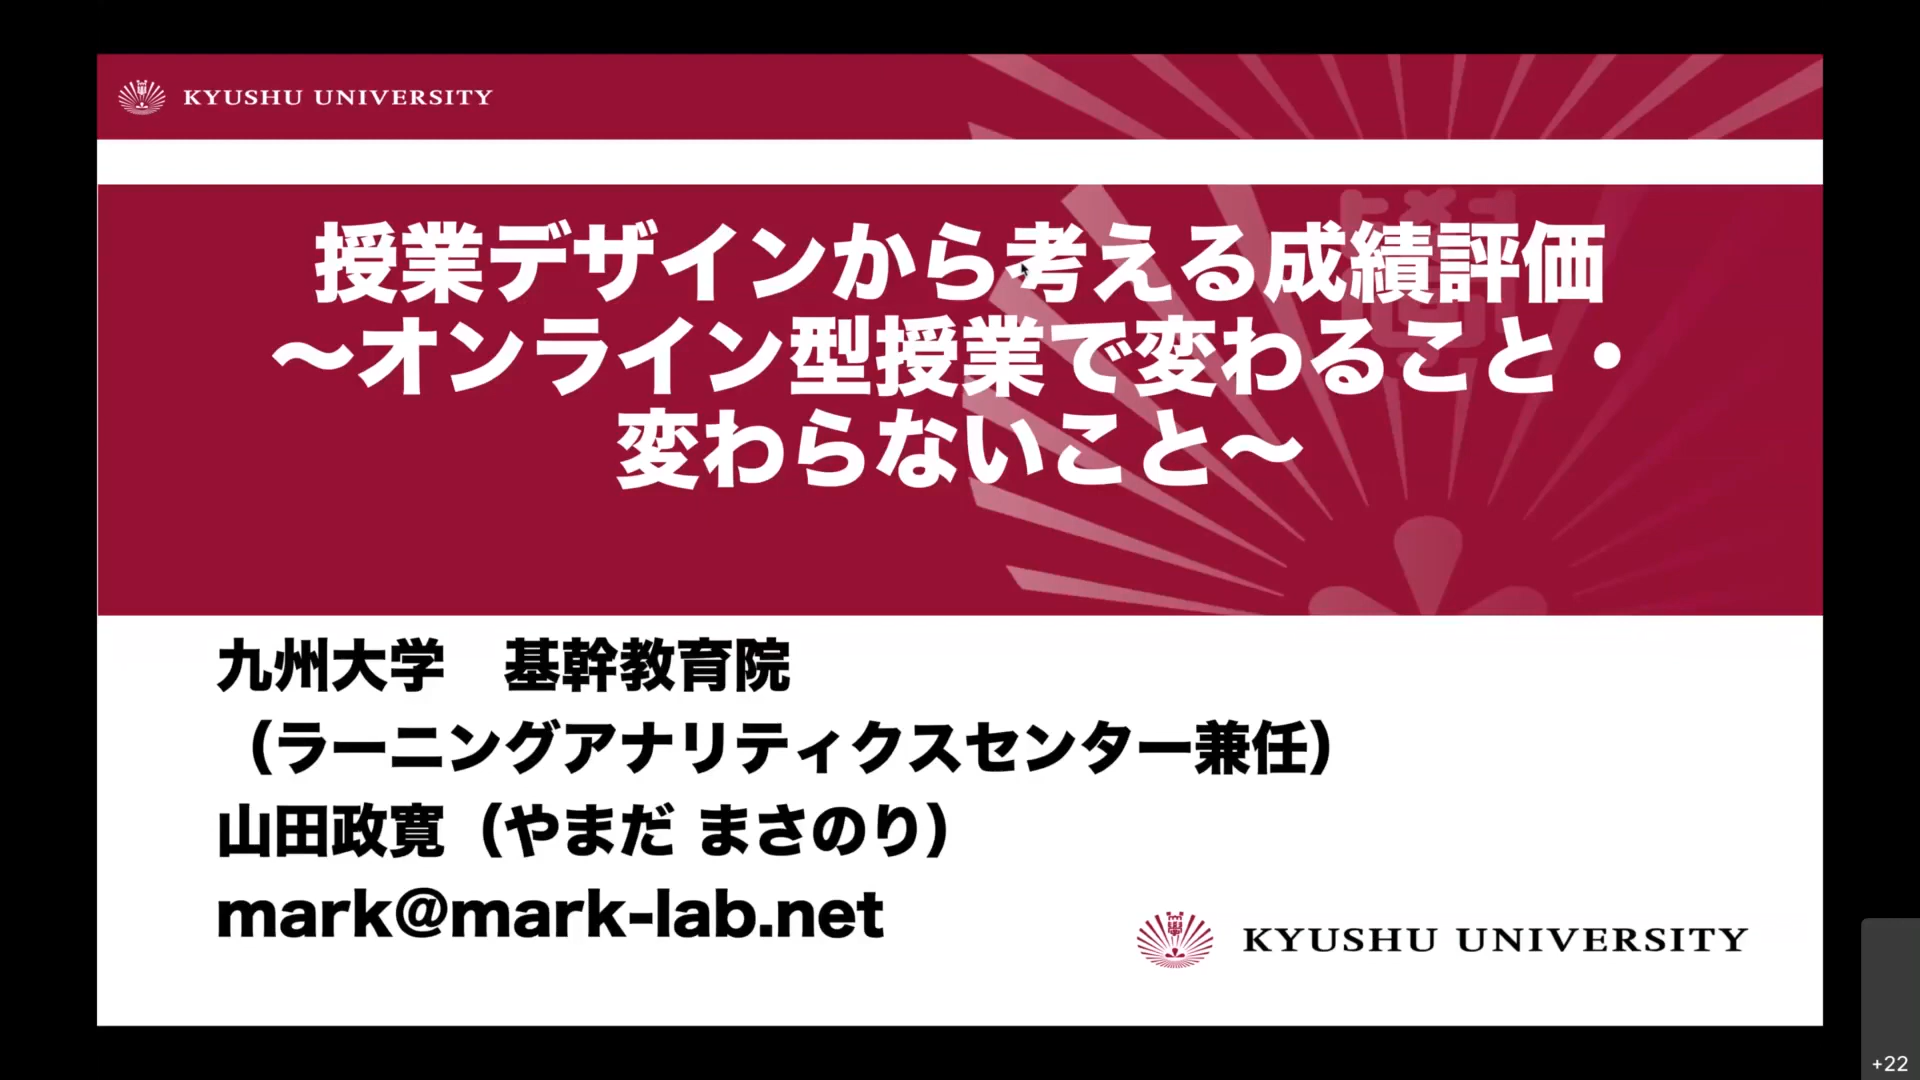 KYUSHU UNIVERSITY
授業デザインから考える成績評価
～オンライン型授業で変わること・
変わらないこと～
九州大学　基幹教育院
（ラーニングアナリティクスセンター兼任）
山田政寛（やまだ まさのり）
mark@mark-lab.net
KYUSHU UNIVERSITY
+22